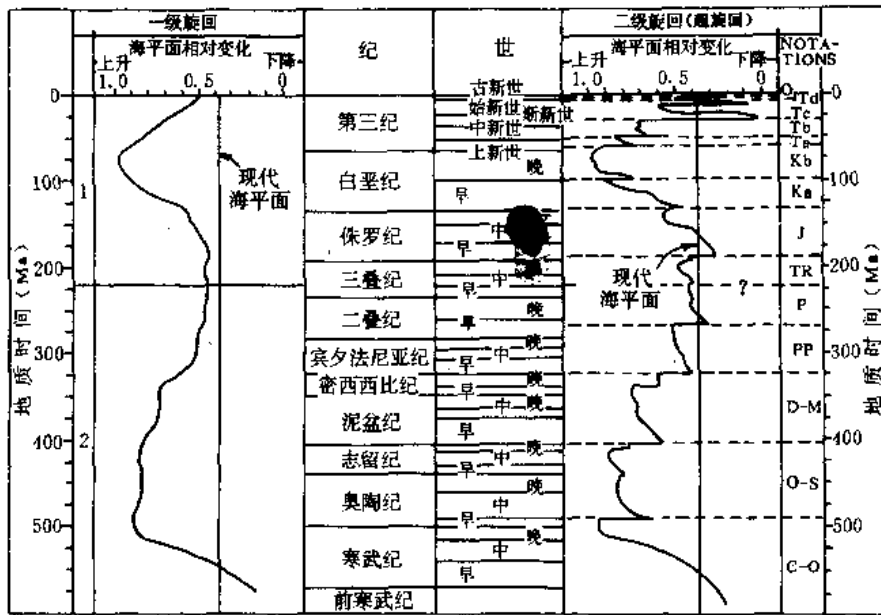 一级旋回
二级旋回(超旋回)
海平面相对变化
纪
世
海平面相对变化
NOTA-
TIONS
上升
下降
1.0 0.5 0
上升
下降
1.0 0.5 0
地质时间(Ma)
0
100
200
300
400
500
1
2
现代
海平面
第三纪
白垩纪
侏罗纪
三叠纪
二叠纪
宾夕法尼亚纪
密西西比纪
泥盆纪
志留纪
奥陶纪
寒武纪
前寒武纪
古新世
始新世
渐新世
中新世
上新世
晚
早
中
早
中
早
晚
早
晚
中
早
晚
早
晚
中
早
晚
中
早
晚
中
早
晚
中
早
现代
海平面
?
Td
Tc
Tb
Ta
Kb
Ka
J
TR
P
PP
D-M
O-S
C-O
0
100
200
300
400
500
地质时间(Ma)